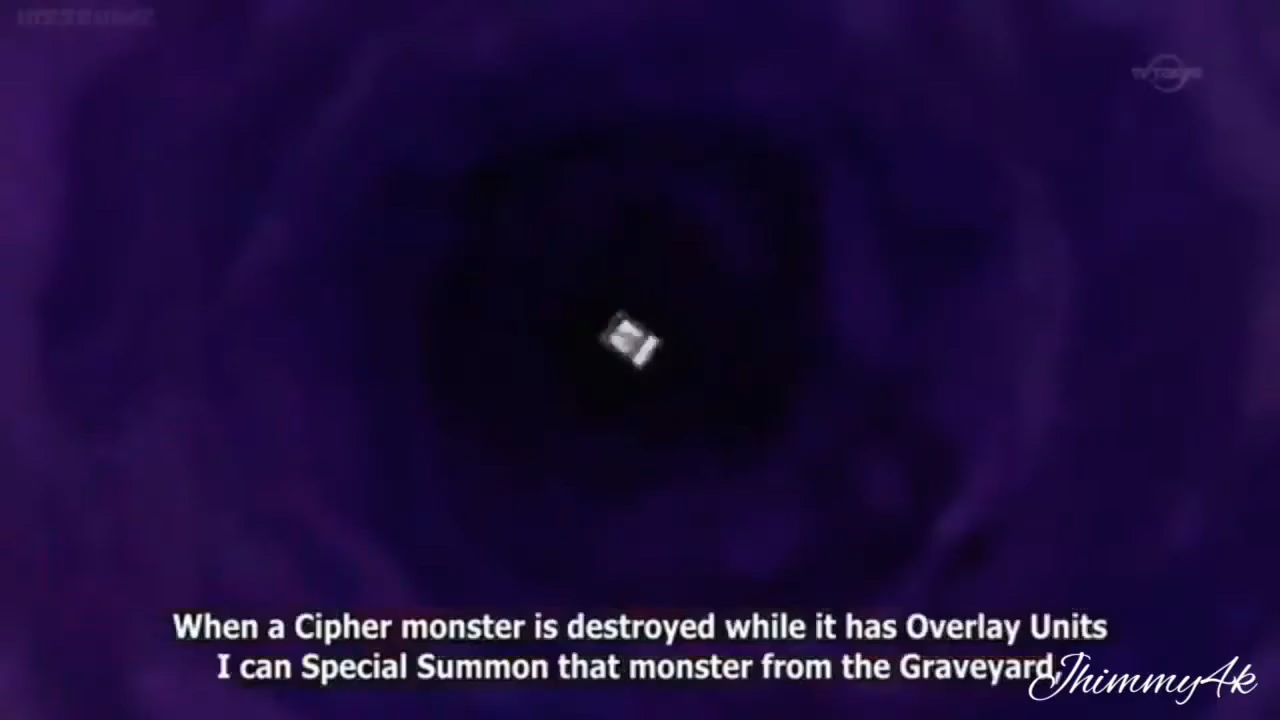 When a Cipher monster is destroyed while it has Overlay Units
I can Special Summon that monster from the Graveyard,
Jhimmy4k